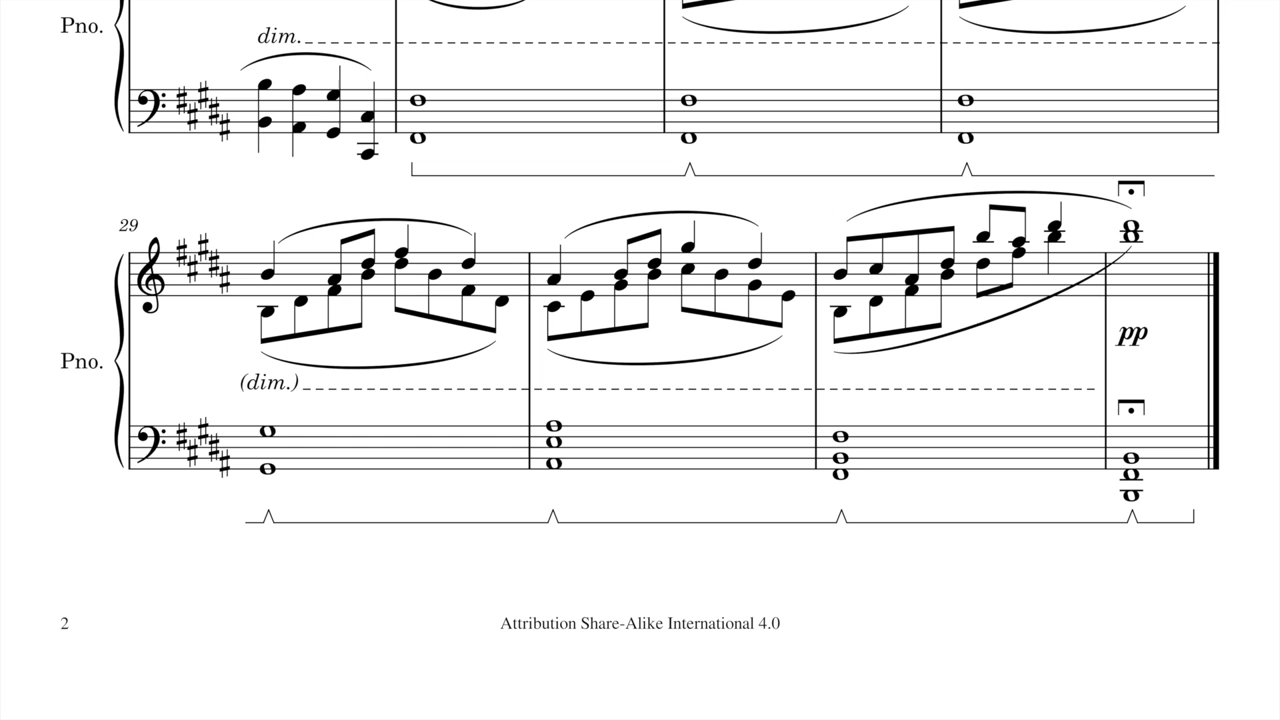 Pno.
dim.
29
Pno.
(dim.)
pp
2
Attribution Share-Alike International 4.0